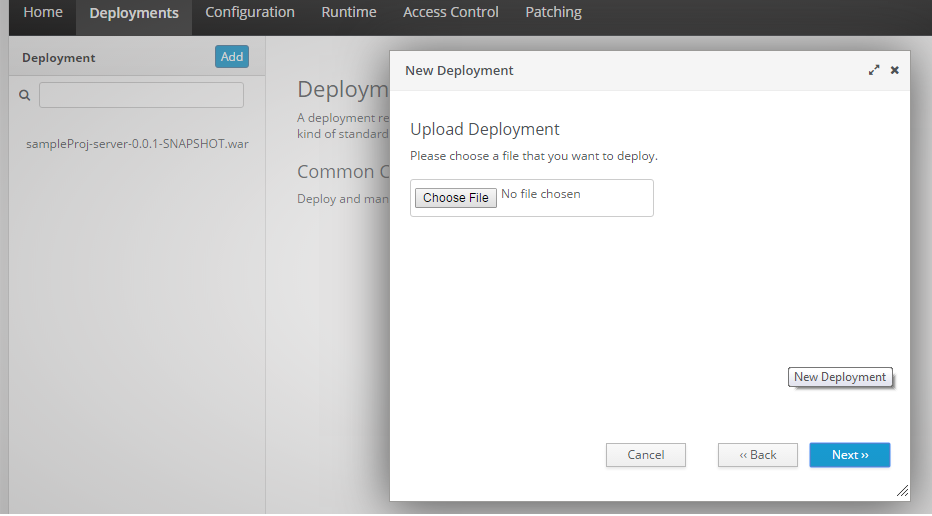 Home Deployments Configuration Runtime Access Control Patching
Deployment Add
sampleProj-server-0.0.1-SNAPSHOT.war
Deploym
A deployment re
kind of standard
Common C
Deploy and man
New Deployment
Upload Deployment
Please choose a file that you want to deploy.
Choose File No file chosen
New Deployment
Cancel ‹‹ Back Next ››